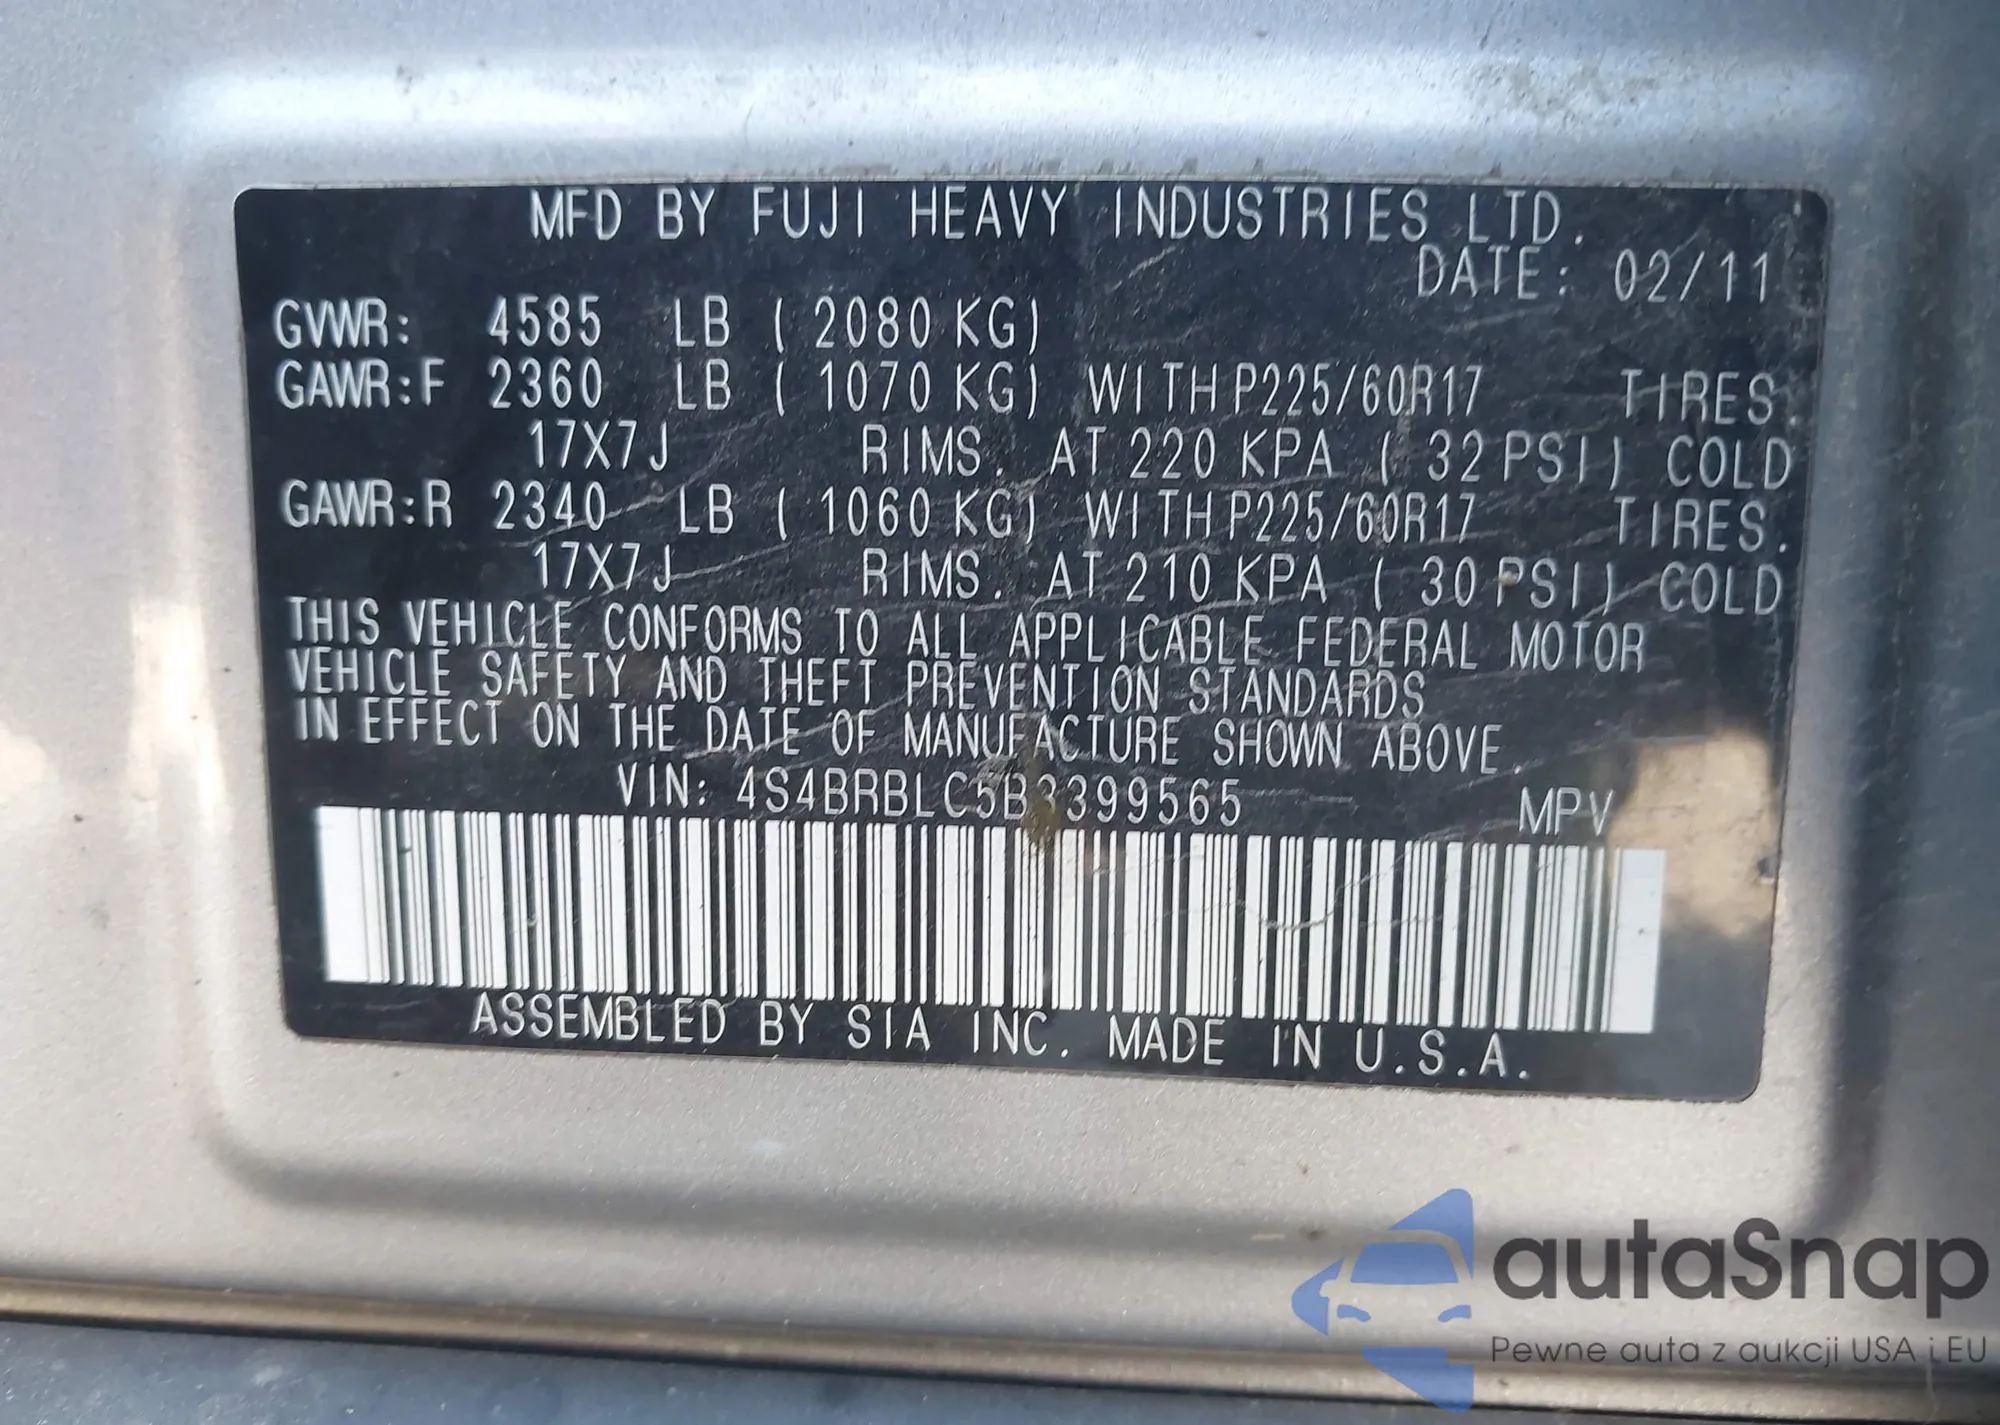 MFD BY FUJI HEAVY INDUSTRIES LTD.
DATE: 02/11
GVWR: 4585 LB ( 2080 KG)
GAWR:F 2360 LB ( 1070 KG) WITH P225/60R17 TIRES.
17X7J RIMS. AT 220 KPA ( 32 PSI) COLD
GAWR:R 2340 LB ( 1060 KG) WITH P225/60R17 TIRES.
17X7J RIMS. AT 210 KPA ( 30 PSI) COLD
THIS VEHICLE CONFORMS TO ALL APPLICABLE FEDERAL MOTOR
VEHICLE SAFETY AND THEFT PREVENTION STANDARDS
IN EFFECT ON THE DATE OF MANUFACTURE SHOWN ABOVE.
VIN: 4S4BRBLC5B3399565 MPV
ASSEMBLED BY SIA INC. MADE IN U.S.A.
autaSnap
Pewne auta z aukcji USA i EU